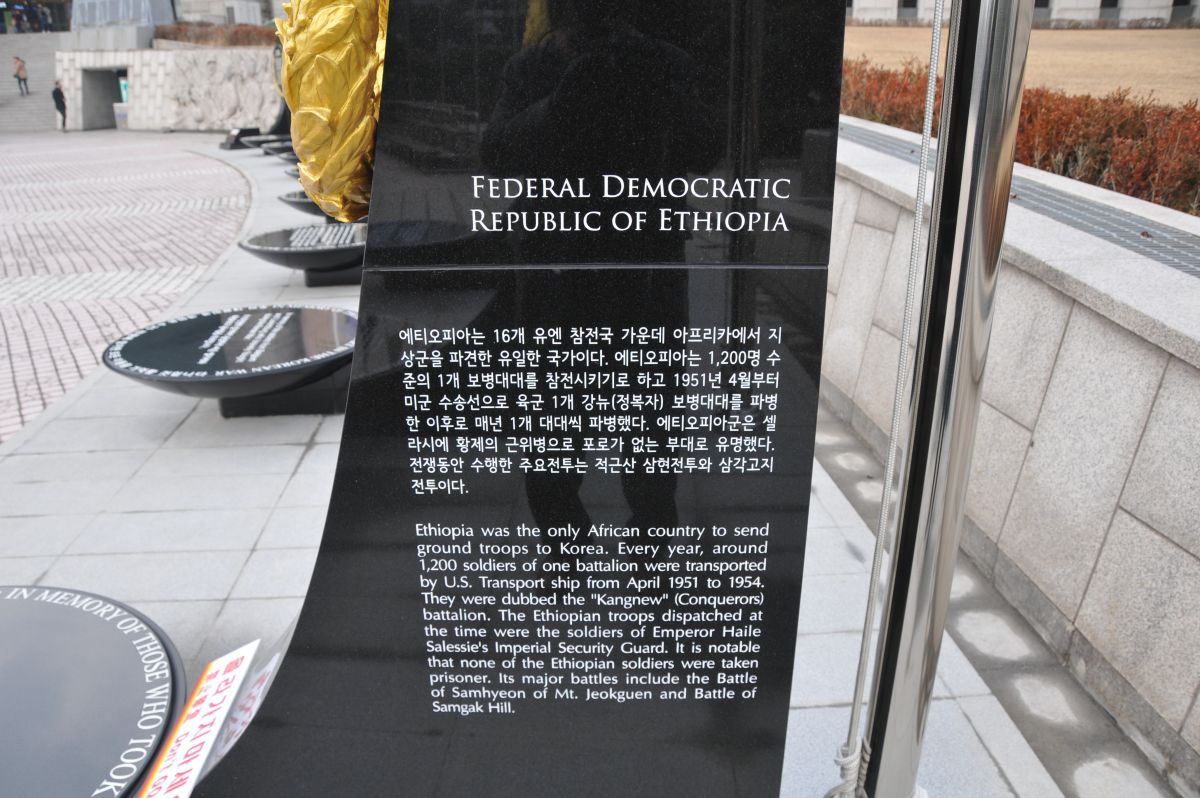 FEDERAL DEMOCRATIC
REPUBLIC OF ETHIOPIA
에티오피아는 16개 유엔 참전국 가운데 아프리카에서 지
상군을 파견한 유일한 국가이다. 에티오피아는 1,200명 수
준의 1개 보병대대를 참전시키기로 하고 1951년 4월부터
미군 수송선으로 육군 1개 강뉴(정복자) 보병대대를 파병
한 이후로 매년 1개 대대씩 파병했다. 에티오피아군은 셀
라시에 황제의 근위병으로 포로가 없는 부대로 유명했다.
전쟁동안 수행한 주요전투는 적근산 삼현전투와 삼각고지
전투이다.
Ethiopia was the only African country to send
ground troops to Korea. Every year, around
1,200 soldiers of one battalion were transported
by U.S. Transport ship from April 1951 to 1954.
They were dubbed the "Kangnew" (Conquerors)
battalion. The Ethiopian troops dispatched at
the time were the soldiers of Emperor Haile
Salessie's Imperial Security Guard. It is notable
that none of the Ethiopian soldiers were taken
prisoner. Its major battles include the Battle
of Samhyeon of Mt. Jeokguen and Battle of
Samgak Hill.
IN MEMORY OF THOSE WHO TOOK
올라가지 마세
KOREAN WAR